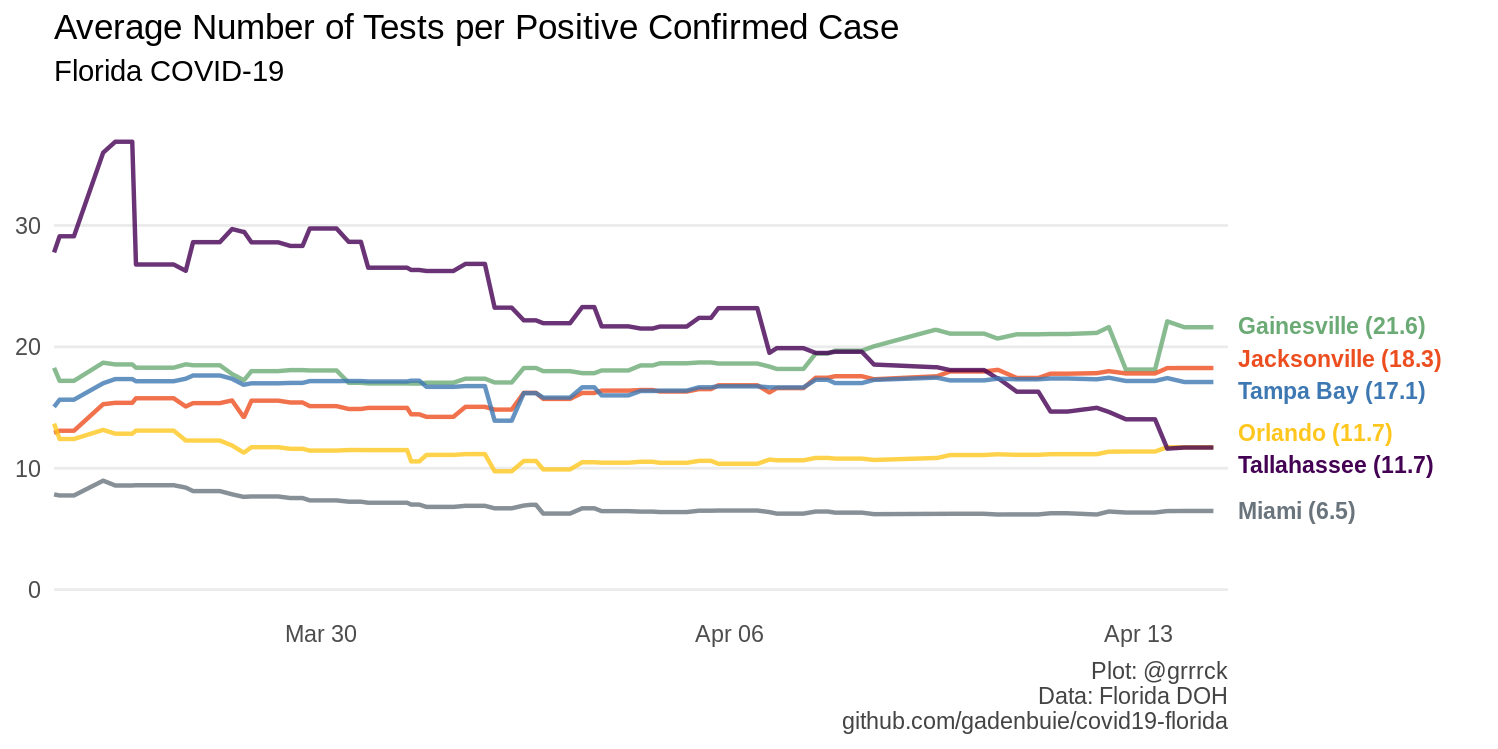 Average Number of Tests per Positive Confirmed Case
Florida COVID-19
30
20
10
0
Gainesville (21.6)
Jacksonville (18.3)
Tampa Bay (17.1)
Orlando (11.7)
Tallahassee (11.7)
Miami (6.5)
Mar 30
Apr 06
Apr 13
Plot: @grrrck
Data: Florida DOH
github.com/gadenbuie/covid19-florida